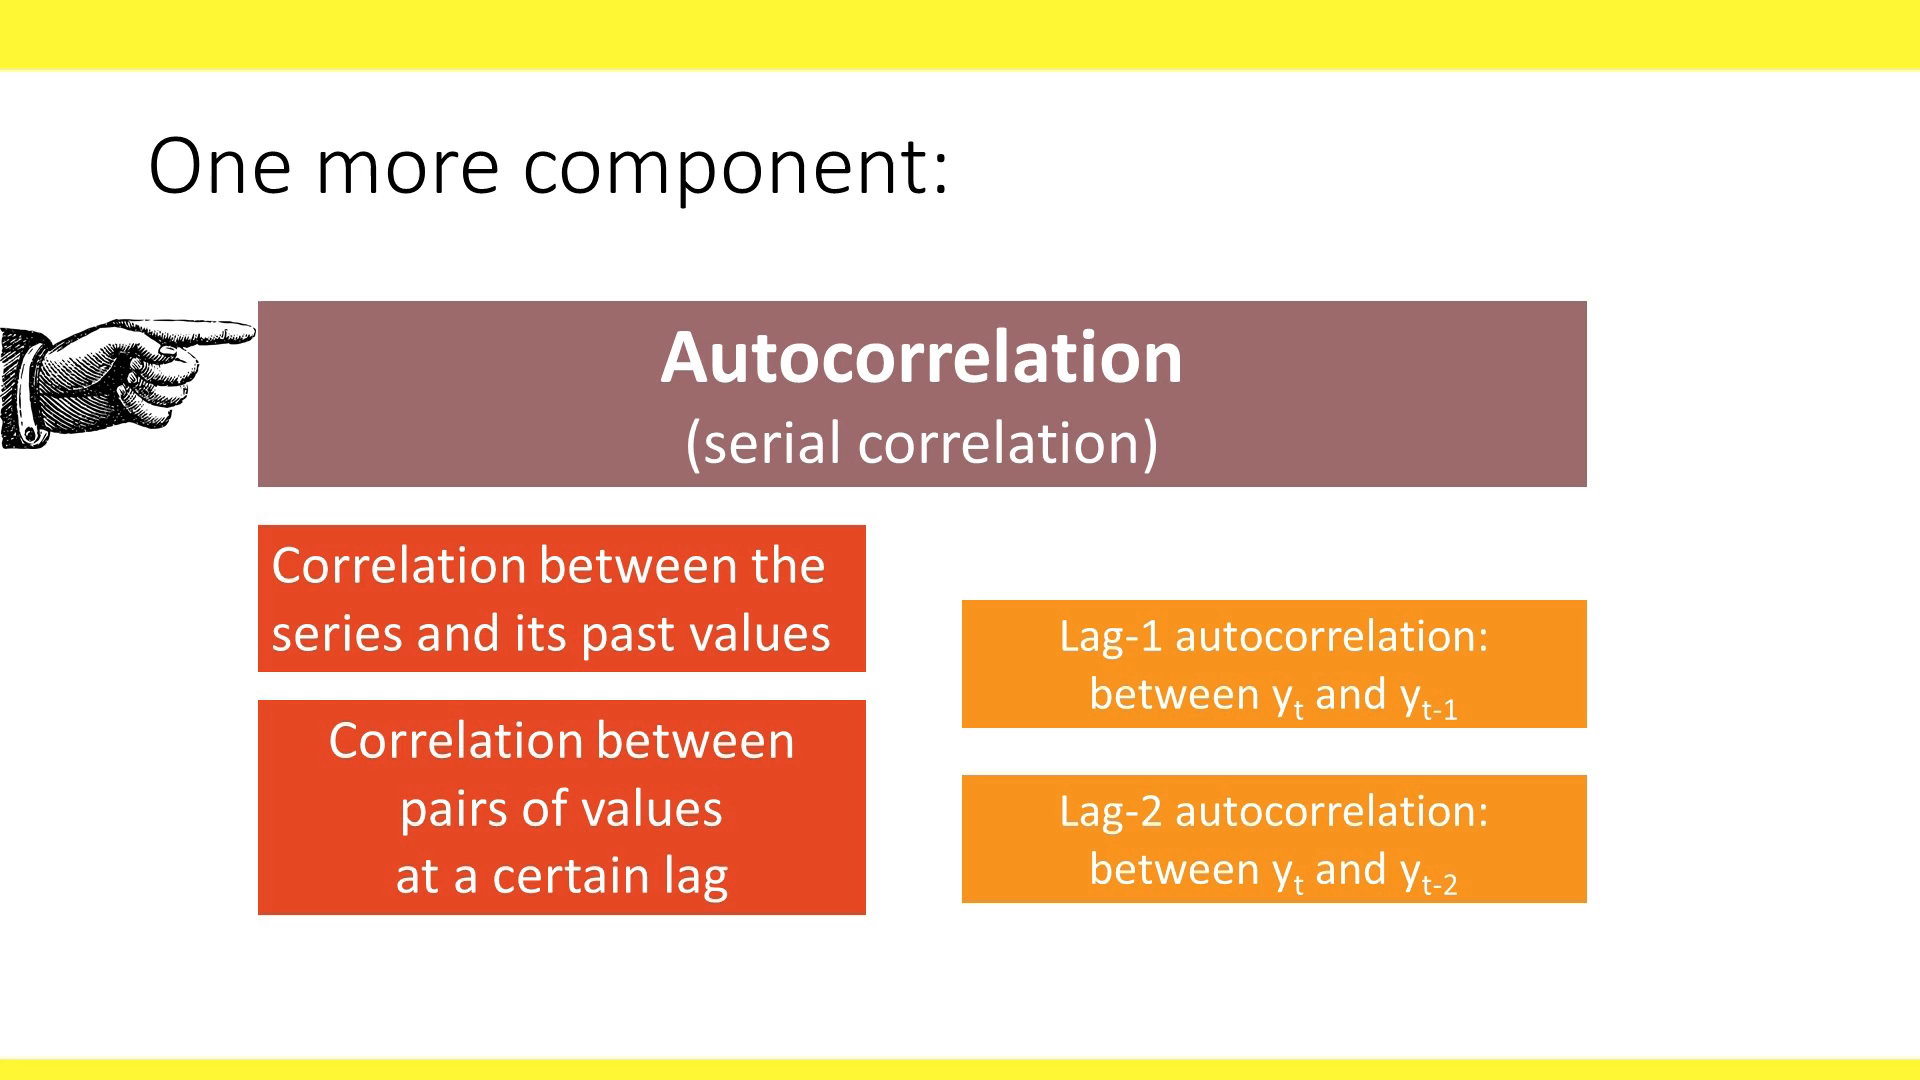 One more component:
Autocorrelation
(serial correlation)
Correlation between the
series and its past values
Correlation between
pairs of values
at a certain lag
Lag-1 autocorrelation:
between yₜ and yₜ₋₁
Lag-2 autocorrelation:
between yₜ and yₜ₋₂